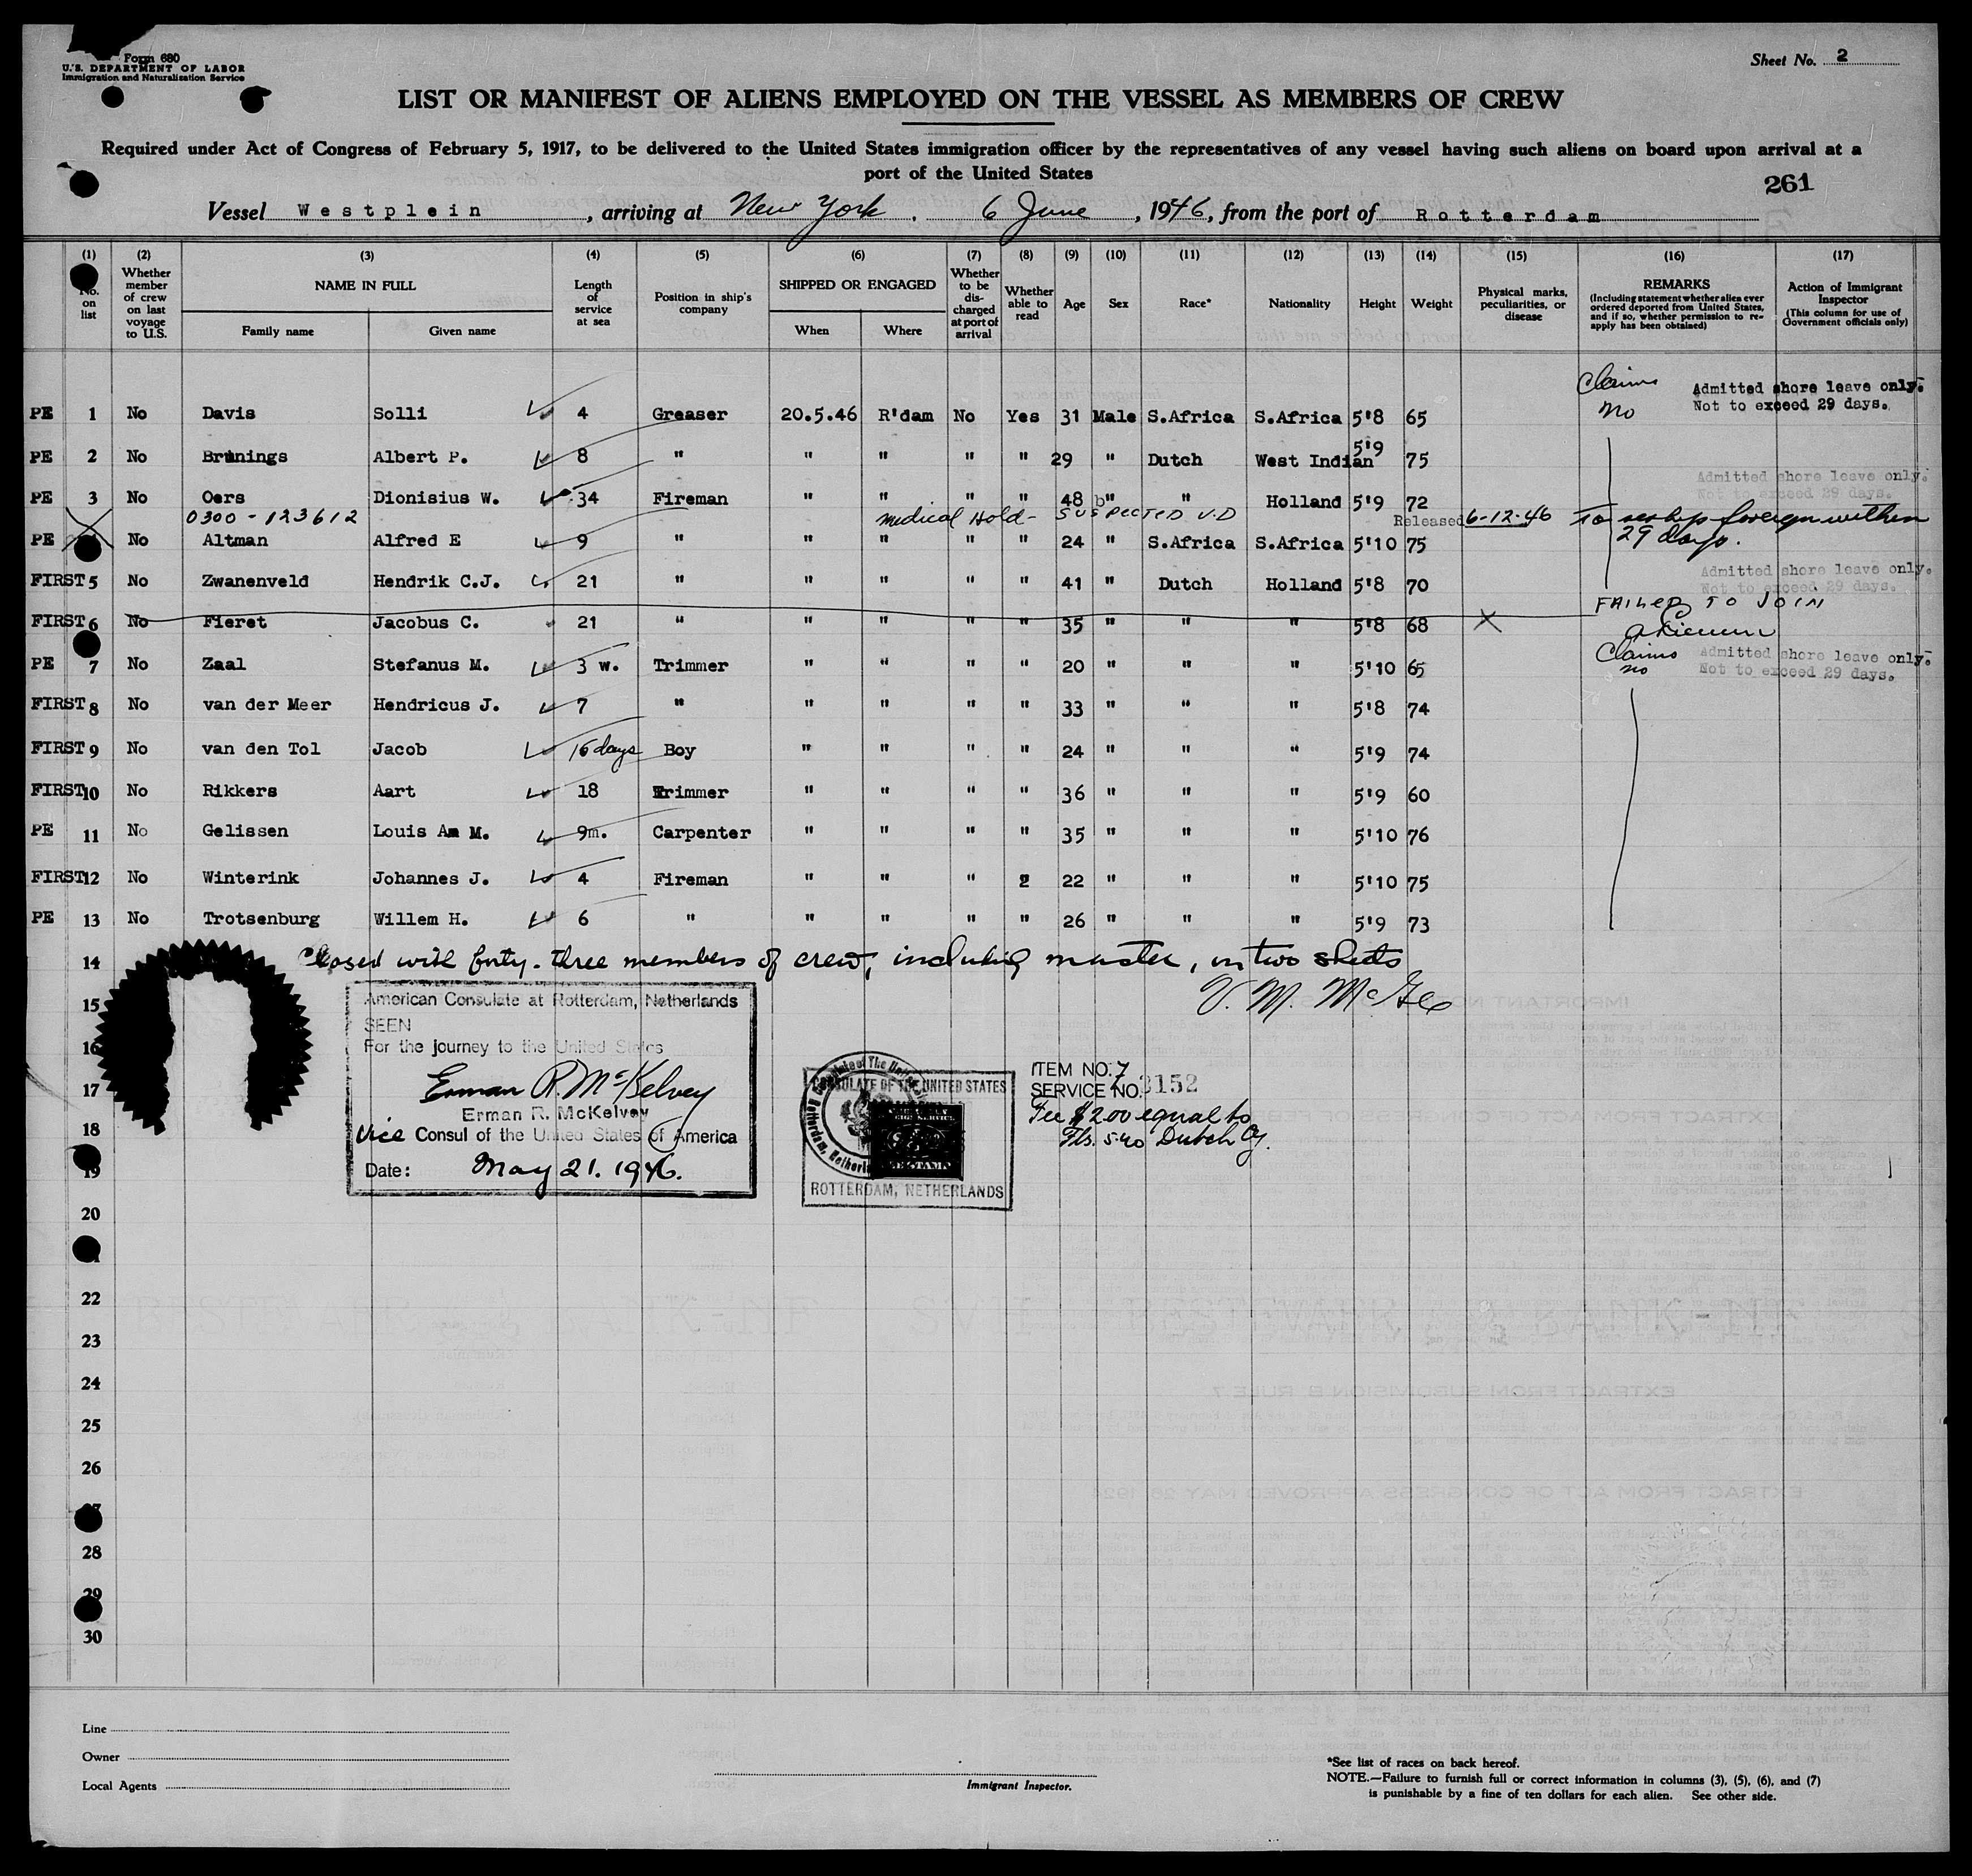 Form 680
U.S. DEPARTMENT OF LABOR
Immigration and Naturalization Service
Sheet No. 2
LIST OR MANIFEST OF ALIENS EMPLOYED ON THE VESSEL AS MEMBERS OF CREW
Required under Act of Congress of February 5, 1917, to be delivered to the United States immigration officer by the representatives of any vessel having such aliens on board upon arrival at a
port of the United States
261
Vessel Westplein, arriving at New York, 6 June, 1946, from the port of Rotterdam
(1) No. on list
(2) Whether member of crew on last voyage to U.S.
(3) NAME IN FULL Family name Given name
(4) Length of service at sea
(5) Position in ship's company
(6) SHIPPED OR ENGAGED When Where
(7) Whether to be discharged at port of arrival
(8) Whether able to read
(9) Age
(10) Sex
(11) Race*
(12) Nationality
(13) Height
(14) Weight
(15) Physical marks, peculiarities, or disease
(16) REMARKS (Including statement whether alien ever ordered deported from United States, and if so, whether permission to re-apply has been obtained)
(17) Action of Immigrant Inspector (This column for use of Government officials only)
Claims Admitted shore leave only.
no Not to exceed 29 days.
PE 1 No Davis Solli 4 Greaser 20.5.46 R'dam No Yes 31 Male S.Africa S.Africa 5'8 65
PE 2 No Brunings Albert P. 8 " " " " " 29 " Dutch West Indian 5'9 75
Admitted shore leave only.
Not to exceed 29 days.
PE 3 No Oers Dionisius W. 34 Fireman " " " " 48 " " Holland 5'9 72
0300-123612 medical Hold- SUSPECTED V.D Released 6-12-46 To reship foreign within
29 days.
PE No Altman Alfred E 9 " " " " " 24 " S.Africa S.Africa 5'10 75
FIRST 5 No Zwanenveld Hendrik C.J. 21 " " " " " 41 " Dutch Holland 5'8 70
Admitted shore leave only.
Not to exceed 29 days.
FAILED TO JOIN
FIRST 6 No Fieret Jacobus C. 21 " " " " " 35 " " " 5'8 68 X
Claims Admitted shore leave only.
no Not to exceed 29 days.
PE 7 No Zaal Stefanus M. 3 w. Trimmer " " " " 20 " " " 5'10 65
FIRST 8 No van der Meer Hendricus J. 7 " " " " " 33 " " " 5'8 74
FIRST 9 No van den Tol Jacob 16 days Boy " " " " 24 " " " 5'9 74
FIRST 10 No Rikkers Aart 18 Trimmer " " " " 36 " " " 5'9 60
PE 11 No Gelissen Louis A M. 9m. Carpenter " " " " 35 " " " 5'10 76
FIRST 12 No Winterink Johannes J. 4 Fireman " " " " 22 " " " 5'10 75
PE 13 No Trotsenburg Willem H. 6 " " " " " 26 " " " 5'9 73
14 Closed with forty-three members of crew, including master, in two sheets
V. M. McGee
15
16
17
18
19
20
22
23
24
25
26
27
28
29
30
American Consulate at Rotterdam, Netherlands
SEEN
For the journey to the United States
Erman R. McKelvey
Erman R. McKelvey
Vice Consul of the United States of America
Date: May 21. 1946.
CONSULATE OF THE UNITED STATES
ROTTERDAM, NETHERLANDS
ITEM NO. 7
SERVICE NO. 3152
Fee $2.00 equal to
Fls. 5.40 Dutch Cy.
Line
Owner
Local Agents
Immigrant Inspector.
*See list of races on back hereof.
NOTE.—Failure to furnish full or correct information in columns (3), (5), (6), and (7)
is punishable by a fine of ten dollars for each alien. See other side.